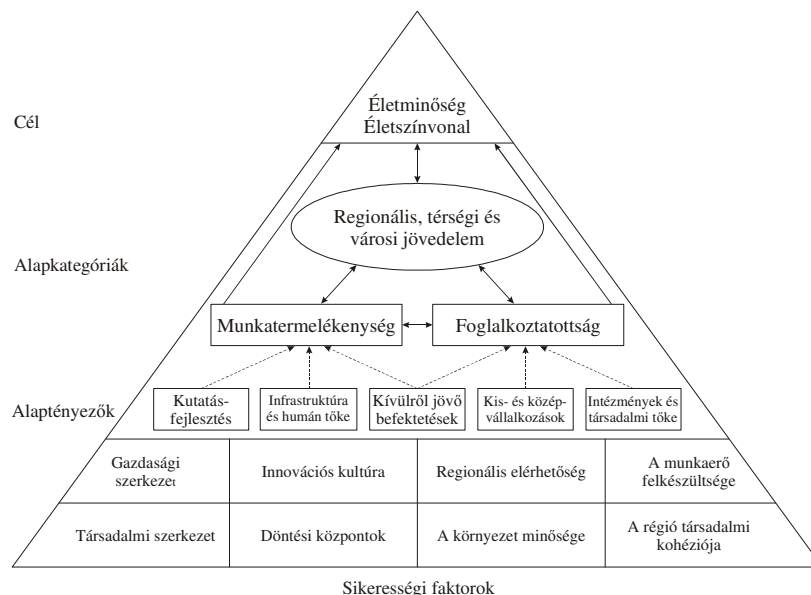 Cél
Életminőség
Életszínvonal
Regionális, térségi és
városi jövedelem
Alapkategóriák
Munkatermelékenység
Foglalkoztatottság
Alaptényezők
Kutatás-
fejlesztés
Infrastruktúra
és humán tőke
Kívülről jövő
befektetések
Kis- és közép-
vállalkozások
Intézmények és
társadalmi tőke
Gazdasági
szerkezet
Innovációs kultúra
Regionális elérhetőség
A munkaerő
felkészültsége
Társadalmi szerkezet
Döntési központok
A környezet minősége
A régió társadalmi
kohéziója
Sikerességi faktorok